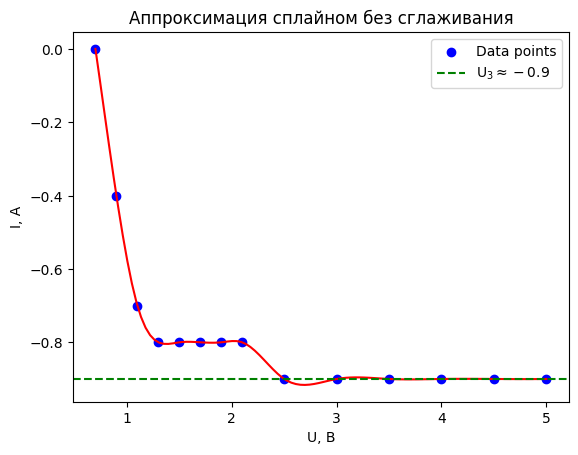 Аппроксимация сплайном без сглаживания
Data points
U₃ ≈ −0.9
0.0
−0.2
−0.4
−0.6
−0.8
I, A
1
2
3
4
5
U, В